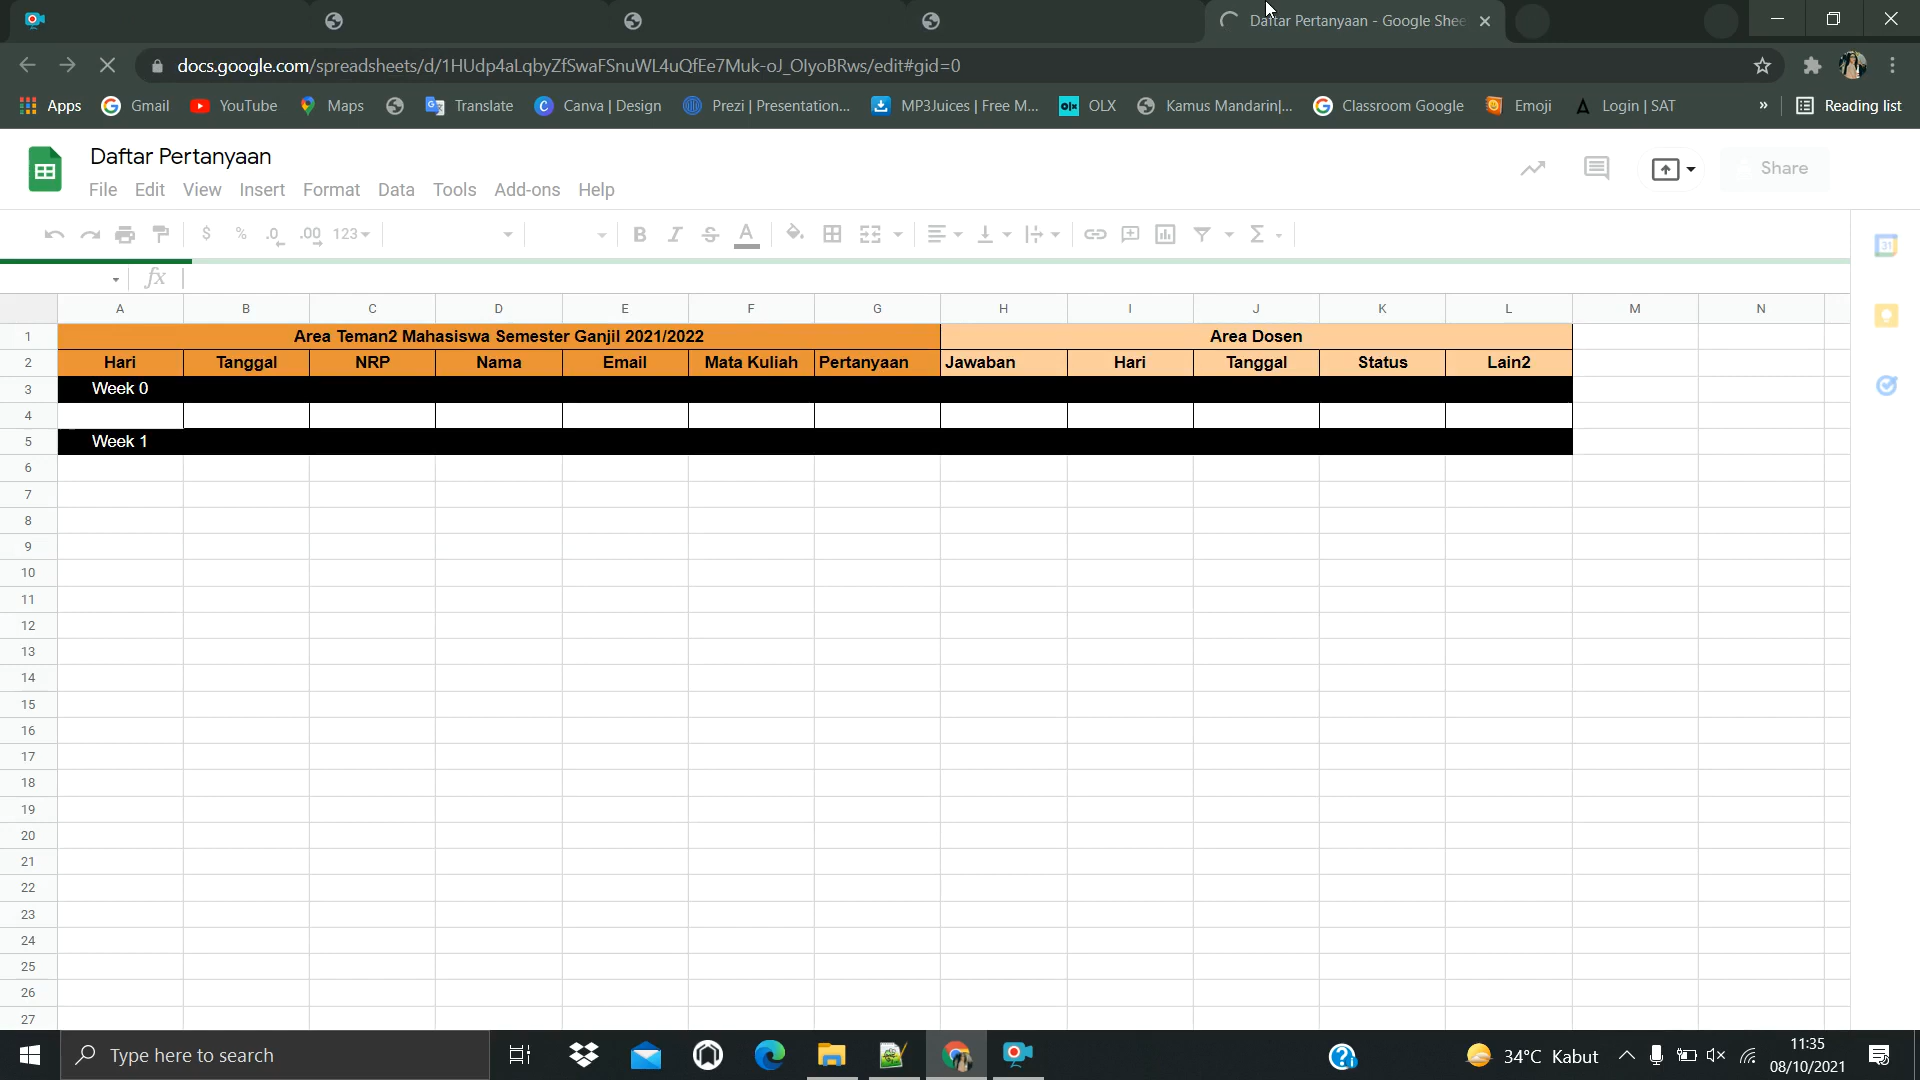 Daftar Pertanyaan - Google Shee
docs.google.com/spreadsheets/d/1HUdp4aLqbyZfSwaFSnuWL4uQfEe7Muk-oJ_OlyoBRws/edit#gid=0
Apps Gmail YouTube Maps Translate Canva | Design Prezi | Presentation... MP3Juices | Free M... OLX Kamus Mandarin|... Classroom Google Emoji Login | SAT » Reading list
Daftar Pertanyaan
File Edit View Insert Format Data Tools Add-ons Help
Share
$ % .0 .00 123 B I S A Σ
31
fx
A B C D E F G H I J K L M N
1 Area Teman2 Mahasiswa Semester Ganjil 2021/2022 Area Dosen
2 Hari Tanggal NRP Nama Email Mata Kuliah Pertanyaan Jawaban Hari Tanggal Status Lain2
3 Week 0
4
5 Week 1
6
7
8
9
10
11
12
13
14
15
16
17
18
19
20
21
22
23
24
25
26
27
Type here to search
34°C Kabut
11:35
08/10/2021